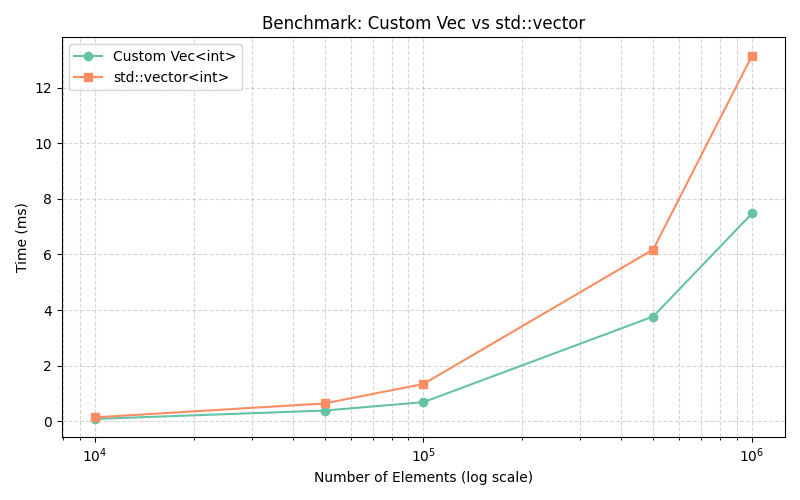 Benchmark: Custom Vec vs std::vector
Custom Vec<int>
std::vector<int>
Time (ms)
12
10
8
6
4
2
0
10⁴
10⁵
10⁶
Number of Elements (log scale)